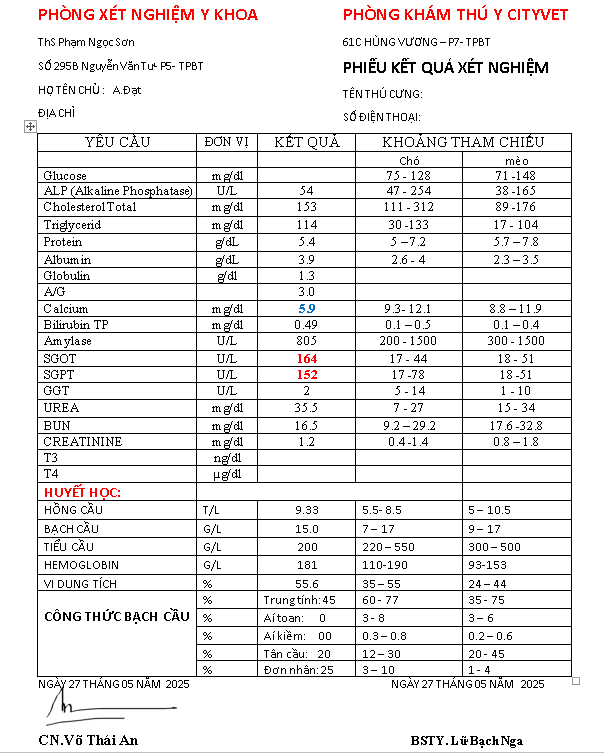 PHÒNG XÉT NGHIỆM Y KHOA
PHÒNG KHÁM THÚ Y CITYVET
ThS Phạm Ngọc Sơn
61C HÙNG VƯƠNG – P7- TPBT
SỐ 295B Nguyễn Văn Tư- P5- TPBT
PHIẾU KẾT QUẢ XÉT NGHIỆM
HỌ TÊN CHỦ : A.Đạt
TÊN THÚ CƯNG:
ĐỊA CHỈ
SỐ ĐIỆN THOẠI:
YÊU CẦU ĐƠN VỊ KẾT QUẢ KHOẢNG THAM CHIẾU
Chó mèo
Glucose mg/dl 75 - 128 71 -148
ALP (Alkaline Phosphatase) U/L 54 47 - 254 38 -165
Cholesterol Total mg/dl 153 111 - 312 89 -176
Triglycerid mg/dl 114 30 -133 17 - 104
Protein g/dL 5.4 5 –7.2 5.7 – 7.8
Albumin g/dL 3.9 2.6 - 4 2.3 – 3.5
Globulin g/dl 1.3
A/G 3.0
Calcium mg/dl 5.9 9.3- 12.1 8.8 – 11.9
Bilirubin TP mg/dl 0.49 0.1 – 0.5 0.1 – 0.4
Amylase U/L 805 200 - 1500 300 - 1500
SGOT U/L 164 17 - 44 18 - 51
SGPT U/L 152 17 -78 18 -51
GGT U/L 2 5 - 14 1 - 10
UREA mg/dl 35.5 7 - 27 15 - 34
BUN mg/dl 16.5 9.2 – 29.2 17.6 -32.8
CREATININE mg/dl 1.2 0.4 -1.4 0.8 – 1.8
T3 ng/dl
T4 µg/dl
HUYẾT HỌC:
HỒNG CẦU T/L 9.33 5.5- 8.5 5 – 10.5
BẠCH CẦU G/L 15.0 7 – 17 9 – 17
TIỂU CẦU G/L 200 220 – 550 300 – 500
HEMOGLOBIN G/L 181 110-190 93-153
VI DUNG TÍCH % 55.6 35 – 55 24 – 44
CÔNG THỨC BẠCH CẦU % Trung tính: 45 60 - 77 35 - 75
% Aí toan: 0 3 - 8 3 – 6
% Aí kiềm: 00 0.3 – 0.8 0.2 – 0.6
% Tân cầu: 20 12 – 30 20 - 45
% Đơn nhân: 25 3 – 10 1 - 4
NGÀY 27 THÁNG 05 NĂM 2025
NGÀY 27 THÁNG 05 NĂM 2025
CN.Võ Thái An
BSTY. Lữ Bạch Nga